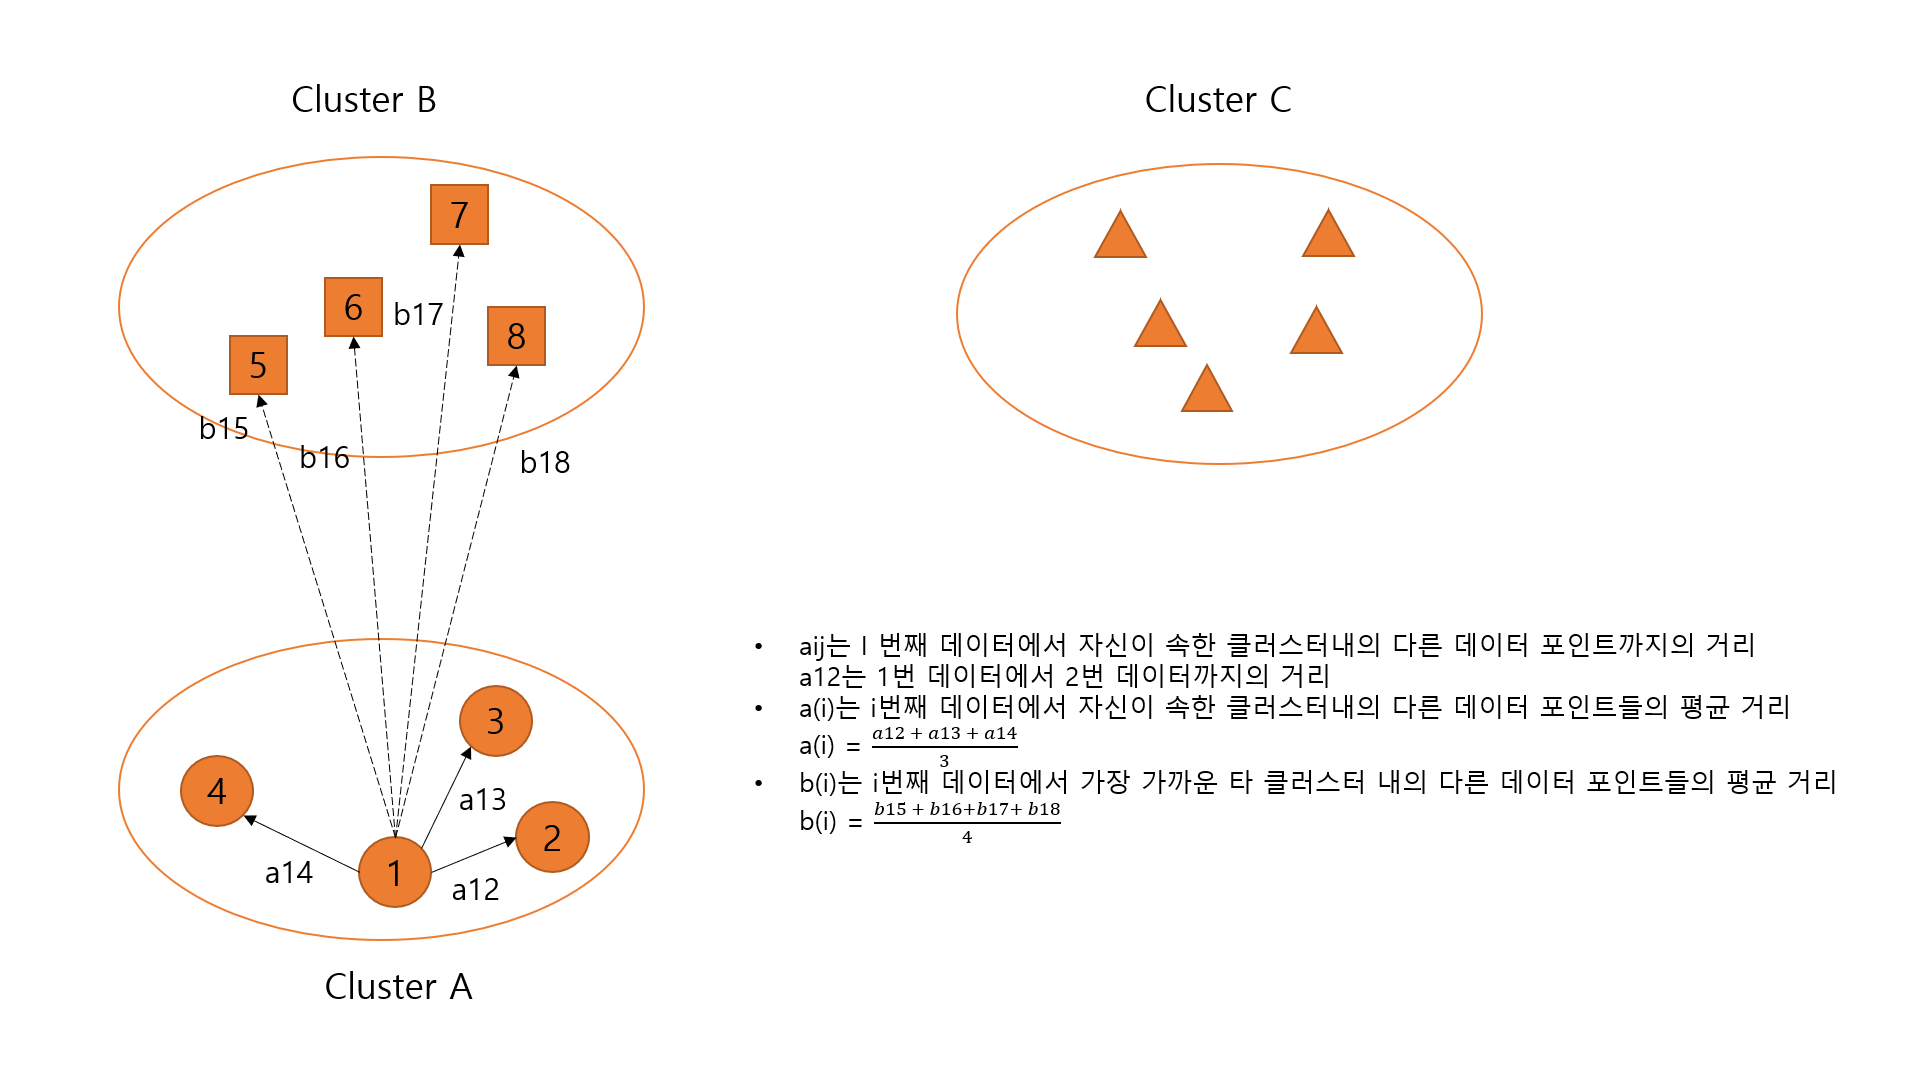 Cluster B
Cluster C
7
6
b17
8
5
b15
b16
b18
3
4
a13
2
1
a14
a12
Cluster A
• aij는 I 번째 데이터에서 자신이 속한 클러스터내의 다른 데이터 포인트까지의 거리
a12는 1번 데이터에서 2번 데이터까지의 거리
• a(i)는 i번째 데이터에서 자신이 속한 클러스터내의 다른 데이터 포인트들의 평균 거리
a(i) = \frac{a12 + a13 + a14}{3}
• b(i)는 i번째 데이터에서 가장 가까운 타 클러스터 내의 다른 데이터 포인트들의 평균 거리
b(i) = \frac{b15 + b16+b17+ b18}{4}